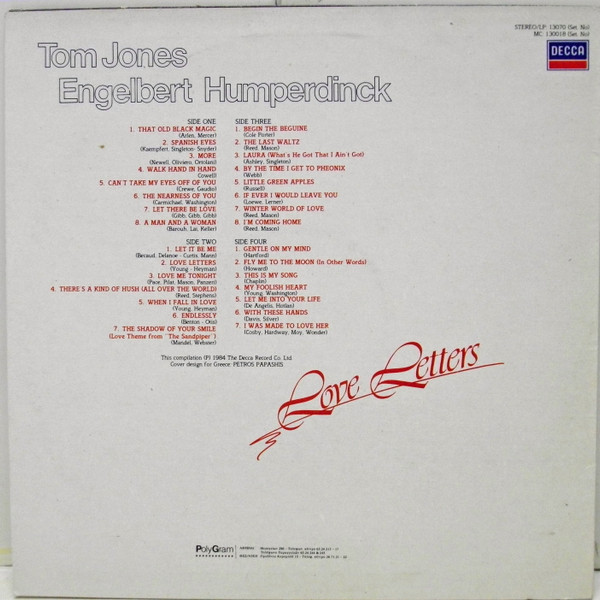 STEREO/LP: 13070 (Set. No)
MC: 130018 (Set. No)
DECCA
Tom Jones
Engelbert Humperdinck
SIDE ONE
1. THAT OLD BLACK MAGIC
(Arlen, Mercer)
2. SPANISH EYES
(Kaempfert, Singleton- Snyder)
3. MORE
(Newell, Oliviero, Ortolani)
4. WALK HAND IN HAND
(Cowell)
5. CAN'T TAKE MY EYES OFF OF YOU
(Crewe, Gaudio)
6. THE NEARNESS OF YOU
(Carmichael, Washington)
7. LET THERE BE LOVE
(Gibb, Gibb, Gibb)
8. A MAN AND A WOMAN
(Barouh, Lai, Keller)
SIDE TWO
1. LET IT BE ME
(Becaud, Delanoe - Curtis, Mann)
2. LOVE LETTERS
(Young - Heyman)
3. LOVE ME TONIGHT
(Pace, Pilat, Mason, Panzeri)
4. THERE'S A KIND OF HUSH (ALL OVER THE WORLD)
(Reed, Stephens)
5. WHEN I FALL IN LOVE
(Young, Heyman)
6. ENDLESSLY
(Benton - Otis)
7. THE SHADOW OF YOUR SMILE
(Love Theme from "The Sandpiper")
(Mandel, Webster)
SIDE THREE
1. BEGIN THE BEGUINE
(Cole Porter)
2. THE LAST WALTZ
(Reed, Mason)
3. LAURA (What's He Got That I Ain't Got)
(Ashley, Singleton)
4. BY THE TIME I GET TO PHEONIX
(Webb)
5. LITTLE GREEN APPLES
(Russell)
6. IF EVER I WOULD LEAVE YOU
(Loewe, Lerner)
7. WINTER WORLD OF LOVE
(Reed, Mason)
8. I'M COMING HOME
(Reed, Mason)
SIDE FOUR
1. GENTLE ON MY MIND
(Hartford)
2. FLY ME TO THE MOON (In Other Words)
(Howard)
3. THIS IS MY SONG
(Chaplin)
4. MY FOOLISH HEART
(Young, Washington)
5. LET ME INTO YOUR LIFE
(De Angelis,
6. WITH THESE HANDS
(Davis, Silver)
7. I WAS MADE TO LOVE HER
(Cosby, Hardway, Moy, Wonder)
This compilation (P) 1984 The Decca Record Co. Ltd.
Cover design for Greece: PETROS PARASHIS
Love Letters
PolyGram